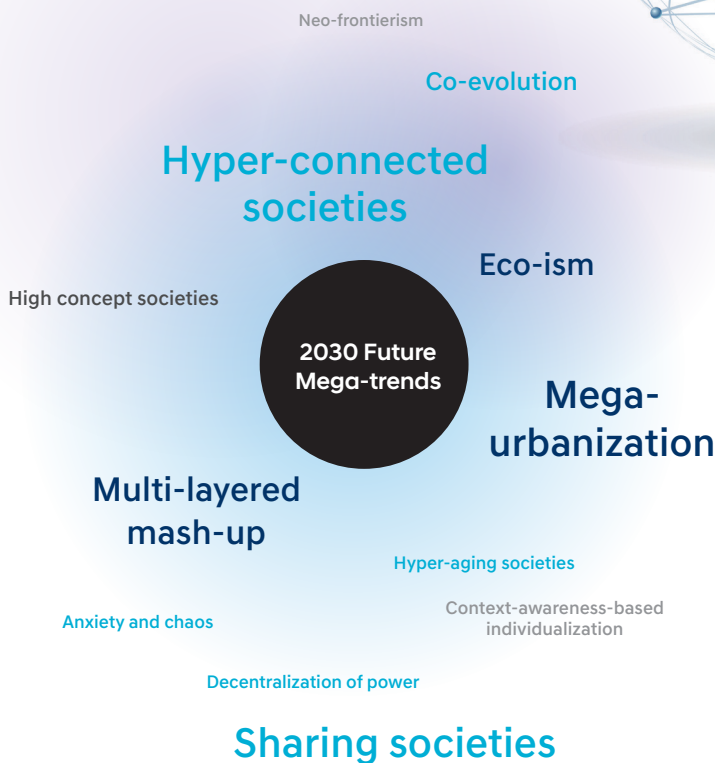 Neo-frontierism
Co-evolution
Hyper-connected
societies
Eco-ism
High concept societies
2030 Future
Mega-trends
Mega-
urbanization
Multi-layered
mash-up
Hyper-aging societies
Context-awareness-based
individualization
Anxiety and chaos
Decentralization of power
Sharing societies